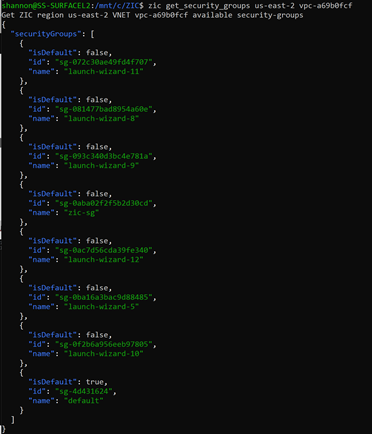 shannon@SS-SURFACE2:/mnt/c/ZIC$ zic get_security_groups us-east-2 vpc-a69b0fcf
Get ZIC region us-east-2 VNET vpc-a69b0fcf available security-groups
{
  "securityGroups": [
    {
      "isDefault": false,
      "id": "sg-072c30ae49fd4f707",
      "name": "launch-wizard-11"
    },
    {
      "isDefault": false,
      "id": "sg-081477bad8954a60e",
      "name": "launch-wizard-8"
    },
    {
      "isDefault": false,
      "id": "sg-093c340d3bc4e781a",
      "name": "launch-wizard-9"
    },
    {
      "isDefault": false,
      "id": "sg-0aba02f2f5b2d30cd",
      "name": "zic-sg"
    },
    {
      "isDefault": false,
      "id": "sg-0ac7d56cda39fe340",
      "name": "launch-wizard-12"
    },
    {
      "isDefault": false,
      "id": "sg-0ba16a3bac9d88485",
      "name": "launch-wizard-5"
    },
    {
      "isDefault": false,
      "id": "sg-0f2b6a956eeb97805",
      "name": "launch-wizard-10"
    },
    {
      "isDefault": true,
      "id": "sg-4d431624",
      "name": "default"
    }
  ]
}